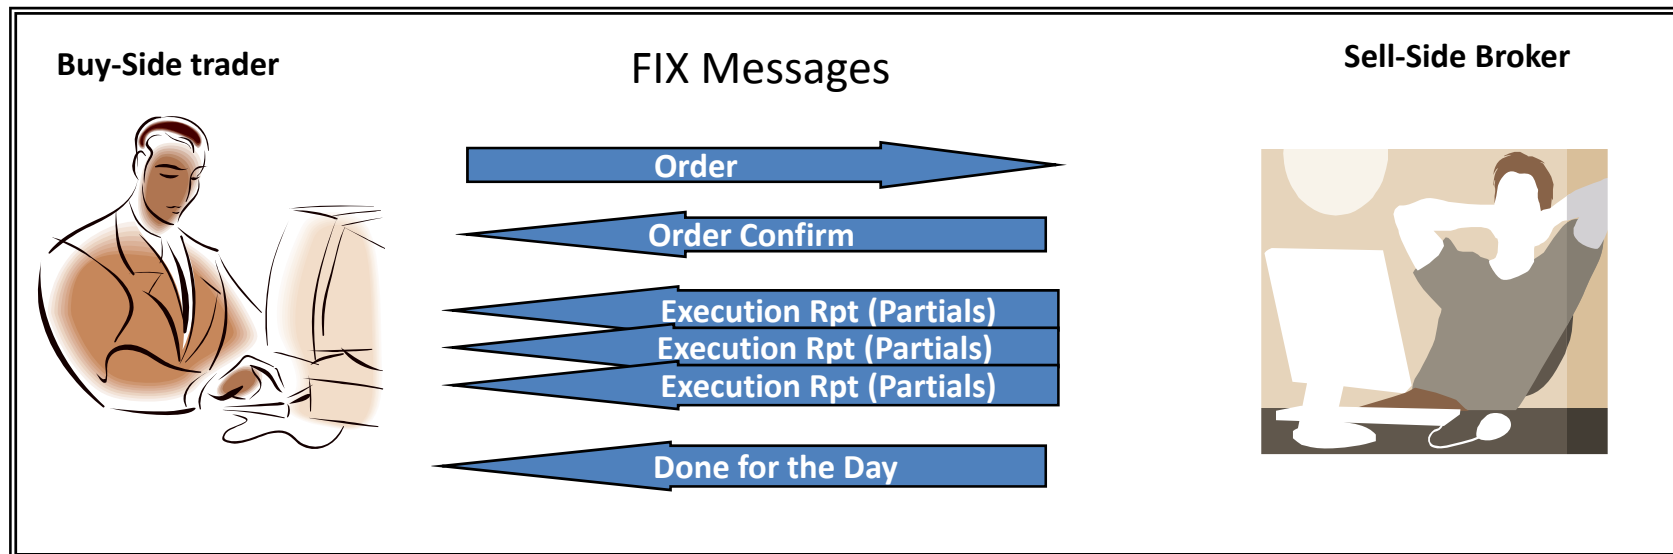 Buy-Side trader
FIX Messages
Sell-Side Broker
Order
Order Confirm
Execution Rpt (Partials)
Execution Rpt (Partials)
Execution Rpt (Partials)
Done for the Day